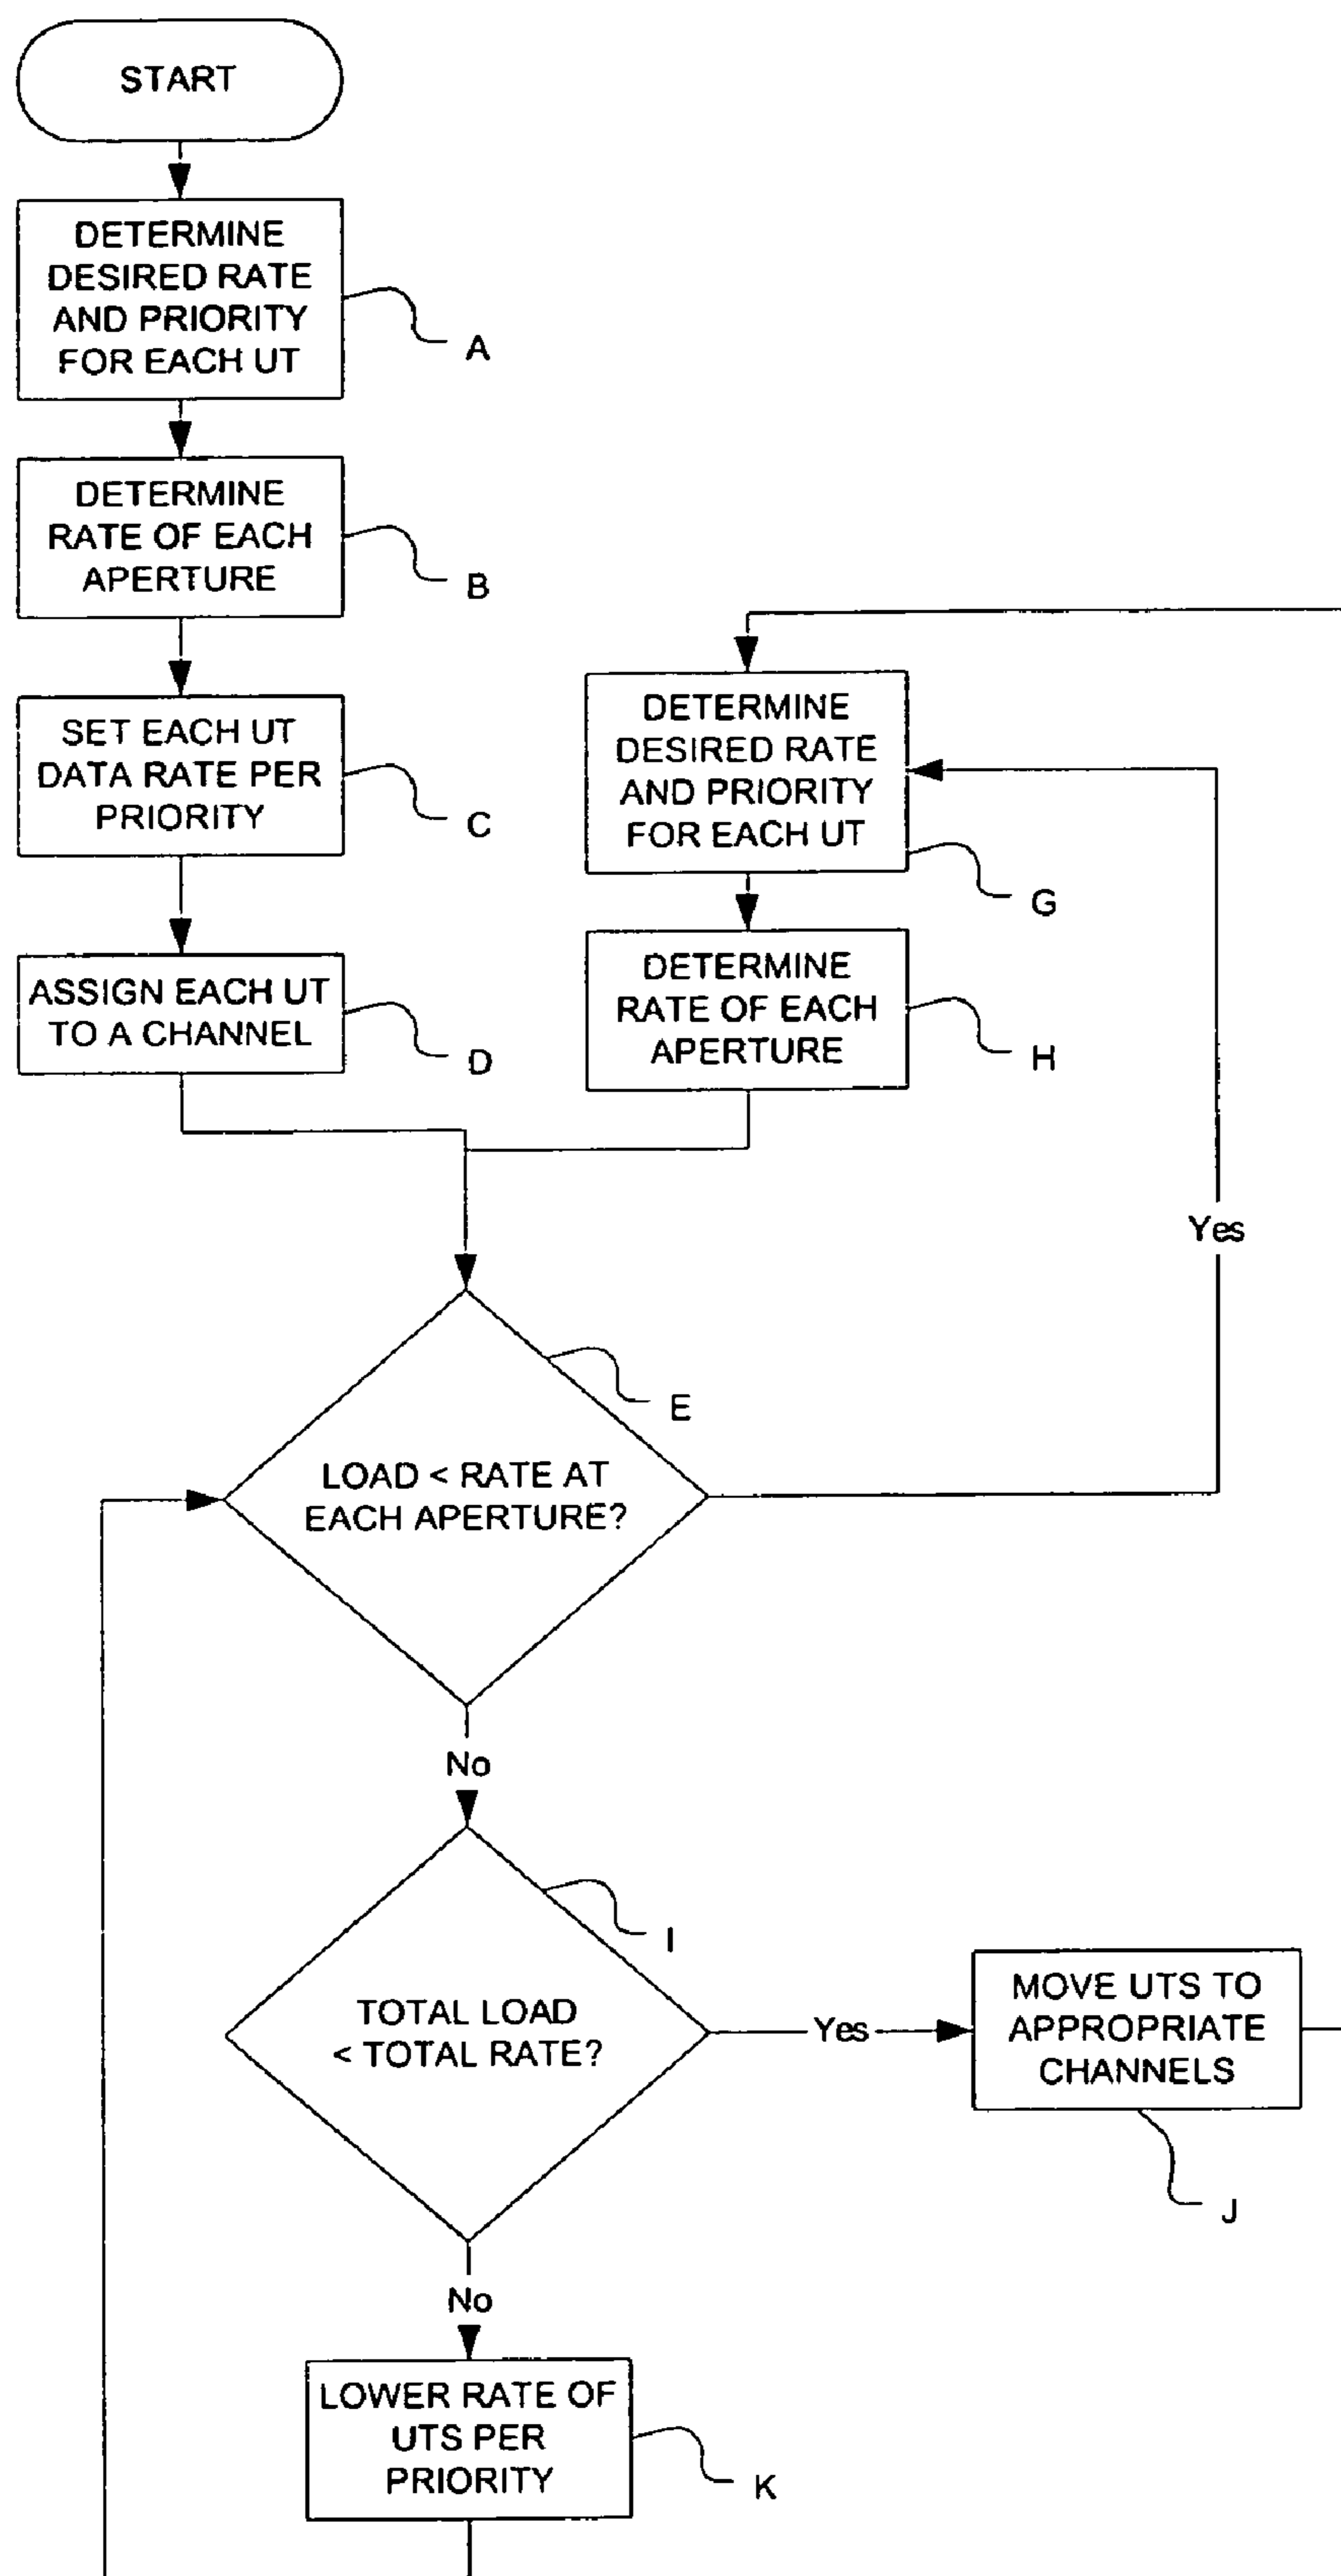 START
DETERMINE
DESIRED RATE
AND PRIORITY
FOR EACH UT
A
DETERMINE
RATE OF EACH
APERTURE
B
SET EACH UT
DATA RATE PER
PRIORITY
C
ASSIGN EACH UT
TO A CHANNEL
D
DETERMINE
DESIRED RATE
AND PRIORITY
FOR EACH UT
G
DETERMINE
RATE OF EACH
APERTURE
H
Yes
E
LOAD < RATE AT
EACH APERTURE?
No
I
TOTAL LOAD
< TOTAL RATE?
Yes
MOVE UTS TO
APPROPRIATE
CHANNELS
J
No
LOWER RATE OF
UTS PER
PRIORITY
K